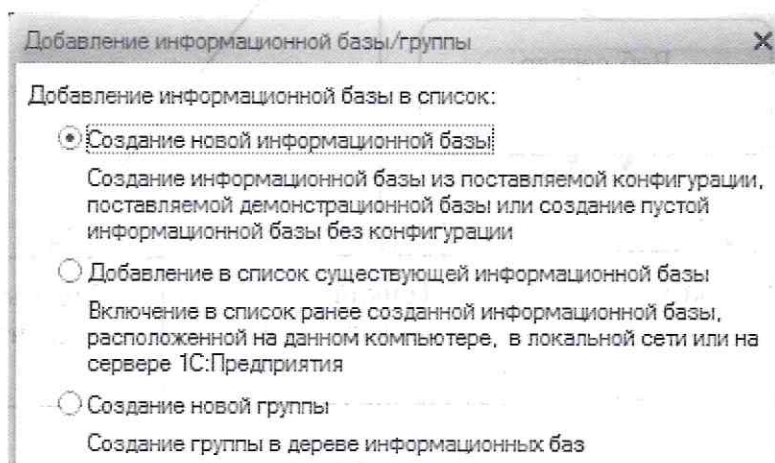 Добавление информационной базы/группы
Добавление информационной базы в список:
Создание новой информационной базы
Создание информационной базы из поставляемой конфигурации,
поставляемой демонстрационной базы или создание пустой
информационной базы без конфигурации
Добавление в список существующей информационной базы
Включение в список ранее созданной информационной базы,
расположенной на данном компьютере, в локальной сети или на
сервере 1С:Предприятия
Создание новой группы
Создание группы в дереве информационных баз